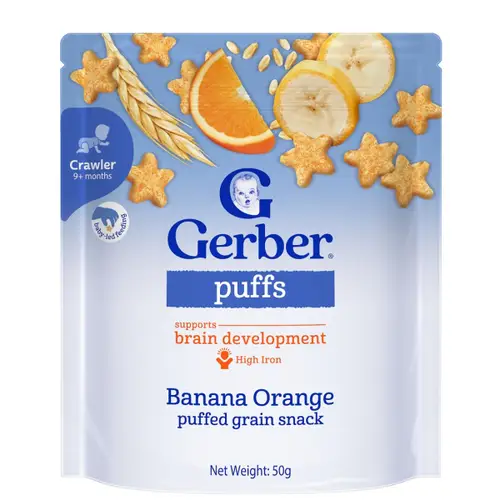 Crawler
9+ months
baby-led feeding
G
Gerber®
puffs
supports
brain development
High Iron
Banana Orange
puffed grain snack
Net Weight: 50g